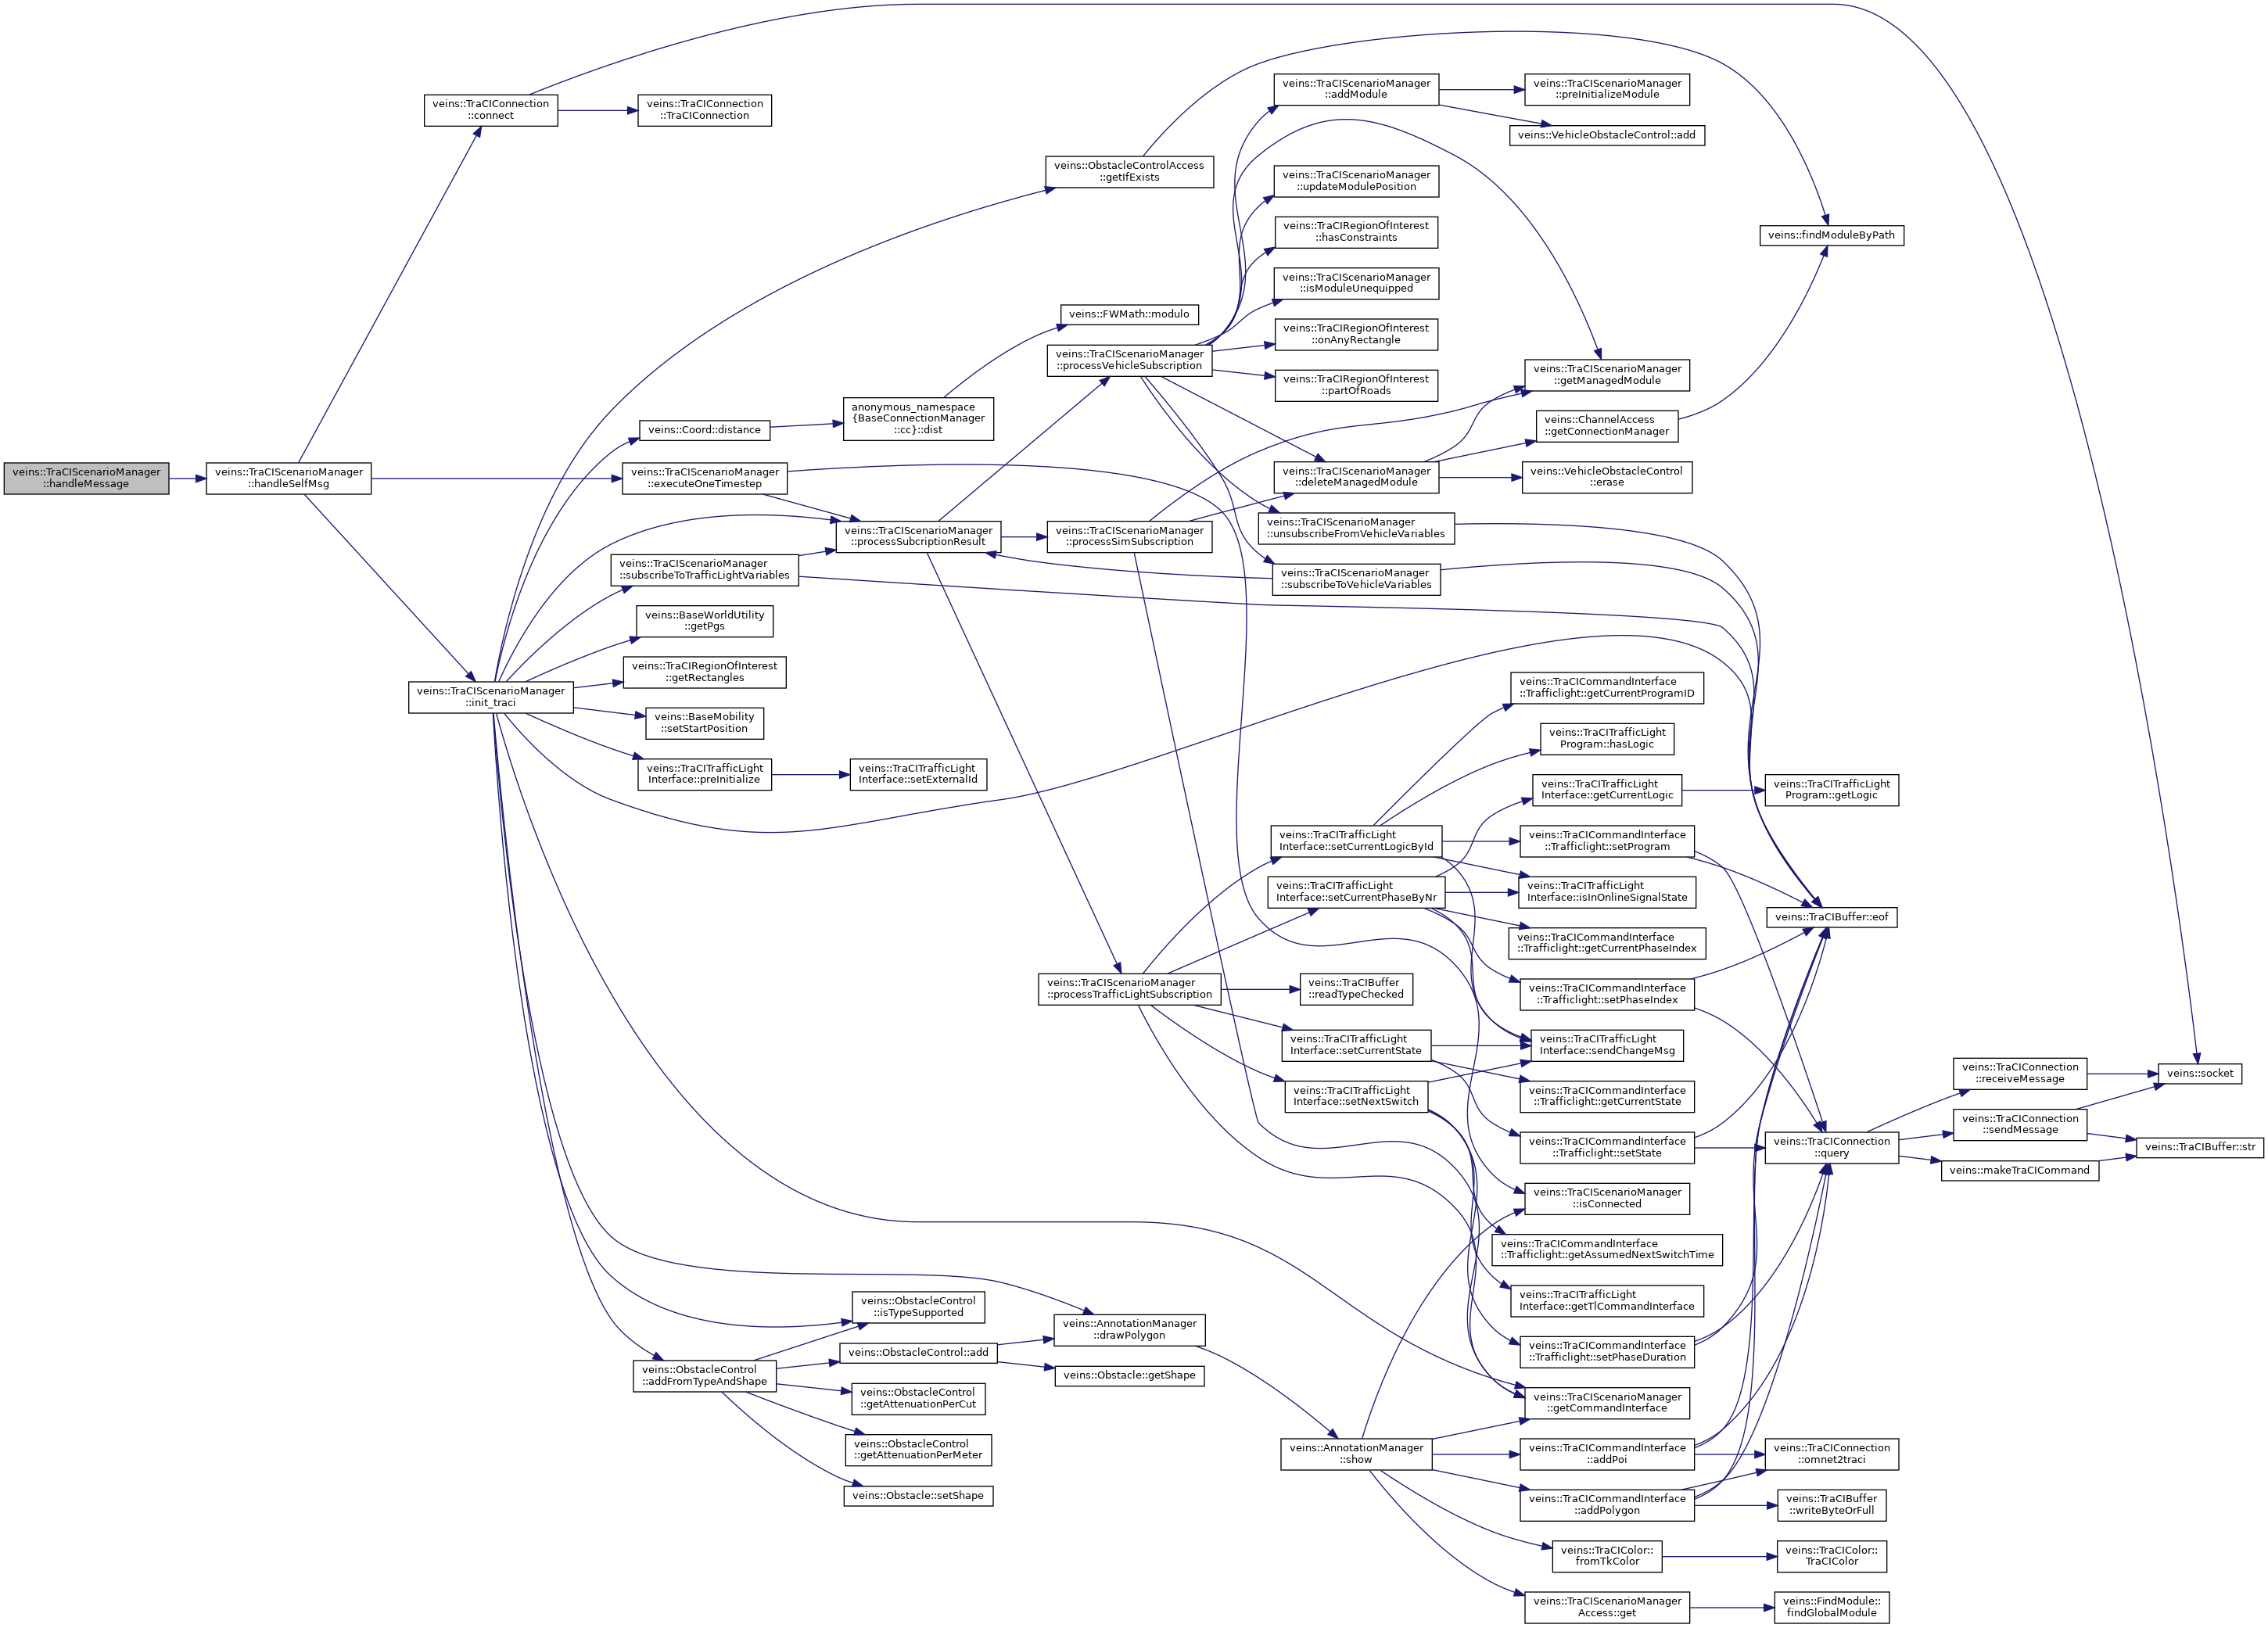 veins::TraCIScenarioManager
::handleMessage
veins::TraCIScenarioManager
::handleSelfMsg
veins::TraCIConnection
::connect
veins::TraCIScenarioManager
::init_traci
veins::TraCIConnection
::TraCIConnection
veins::Coord::distance
veins::TraCIScenarioManager
::executeOneTimestep
veins::TraCIScenarioManager
::subscribeToTrafficLightVariables
veins::BaseWorldUtility
::getPgs
veins::TraCIRegionOfInterest
::getRectangles
veins::BaseMobility
::setStartPosition
veins::TraCITrafficLight
Interface::preInitialize
veins::ObstacleControl
::addFromTypeAndShape
anonymous_namespace
{BaseConnectionManager
::cc}::dist
veins::TraCIScenarioManager
::processSubcriptionResult
veins::TraCITrafficLight
Interface::setExternalId
veins::ObstacleControl
::isTypeSupported
veins::ObstacleControl::add
veins::ObstacleControl
::getAttenuationPerCut
veins::ObstacleControl
::getAttenuationPerMeter
veins::Obstacle::setShape
veins::ObstacleControlAccess
::getIfExists
veins::FWMath::modulo
veins::TraCIScenarioManager
::processVehicleSubscription
veins::TraCIScenarioManager
::processSimSubscription
veins::TraCIScenarioManager
::processTrafficLightSubscription
veins::AnnotationManager
::drawPolygon
veins::Obstacle::getShape
veins::TraCIScenarioManager
::addModule
veins::TraCIScenarioManager
::updateModulePosition
veins::TraCIRegionOfInterest
::hasConstraints
veins::TraCIScenarioManager
::isModuleUnequipped
veins::TraCIRegionOfInterest
::onAnyRectangle
veins::TraCIRegionOfInterest
::partOfRoads
veins::TraCIScenarioManager
::deleteManagedModule
veins::TraCIScenarioManager
::unsubscribeFromVehicleVariables
veins::TraCIScenarioManager
::subscribeToVehicleVariables
veins::TraCITrafficLight
Interface::setCurrentLogicById
veins::TraCITrafficLight
Interface::setCurrentPhaseByNr
veins::TraCIBuffer
::readTypeChecked
veins::TraCITrafficLight
Interface::setCurrentState
veins::TraCITrafficLight
Interface::setNextSwitch
veins::AnnotationManager
::show
veins::TraCIScenarioManager
::preInitializeModule
veins::VehicleObstacleControl::add
veins::TraCIScenarioManager
::getManagedModule
veins::ChannelAccess
::getConnectionManager
veins::VehicleObstacleControl
::erase
veins::TraCICommandInterface
::Trafficlight::getCurrentProgramID
veins::TraCITrafficLight
Program::hasLogic
veins::TraCITrafficLight
Interface::getCurrentLogic
veins::TraCICommandInterface
::Trafficlight::setProgram
veins::TraCITrafficLight
Interface::isInOnlineSignalState
veins::TraCICommandInterface
::Trafficlight::getCurrentPhaseIndex
veins::TraCICommandInterface
::Trafficlight::setPhaseIndex
veins::TraCITrafficLight
Interface::sendChangeMsg
veins::TraCICommandInterface
::Trafficlight::getCurrentState
veins::TraCICommandInterface
::Trafficlight::setState
veins::TraCIScenarioManager
::isConnected
veins::TraCICommandInterface
::Trafficlight::getAssumedNextSwitchTime
veins::TraCITrafficLight
Interface::getTlCommandInterface
veins::TraCICommandInterface
::Trafficlight::setPhaseDuration
veins::TraCIScenarioManager
::getCommandInterface
veins::TraCICommandInterface
::addPoi
veins::TraCICommandInterface
::addPolygon
veins::TraCIColor::
fromTkColor
veins::TraCIScenarioManager
Access::get
veins::findModuleByPath
veins::TraCITrafficLight
Program::getLogic
veins::TraCIBuffer::eof
veins::TraCIConnection
::query
veins::TraCIConnection
::omnet2traci
veins::TraCIBuffer
::writeByteOrFull
veins::TraCIColor::
TraCIColor
veins::FindModule::
findGlobalModule
veins::TraCIConnection
::receiveMessage
veins::TraCIConnection
::sendMessage
veins::makeTraCICommand
veins::socket
veins::TraCIBuffer::str